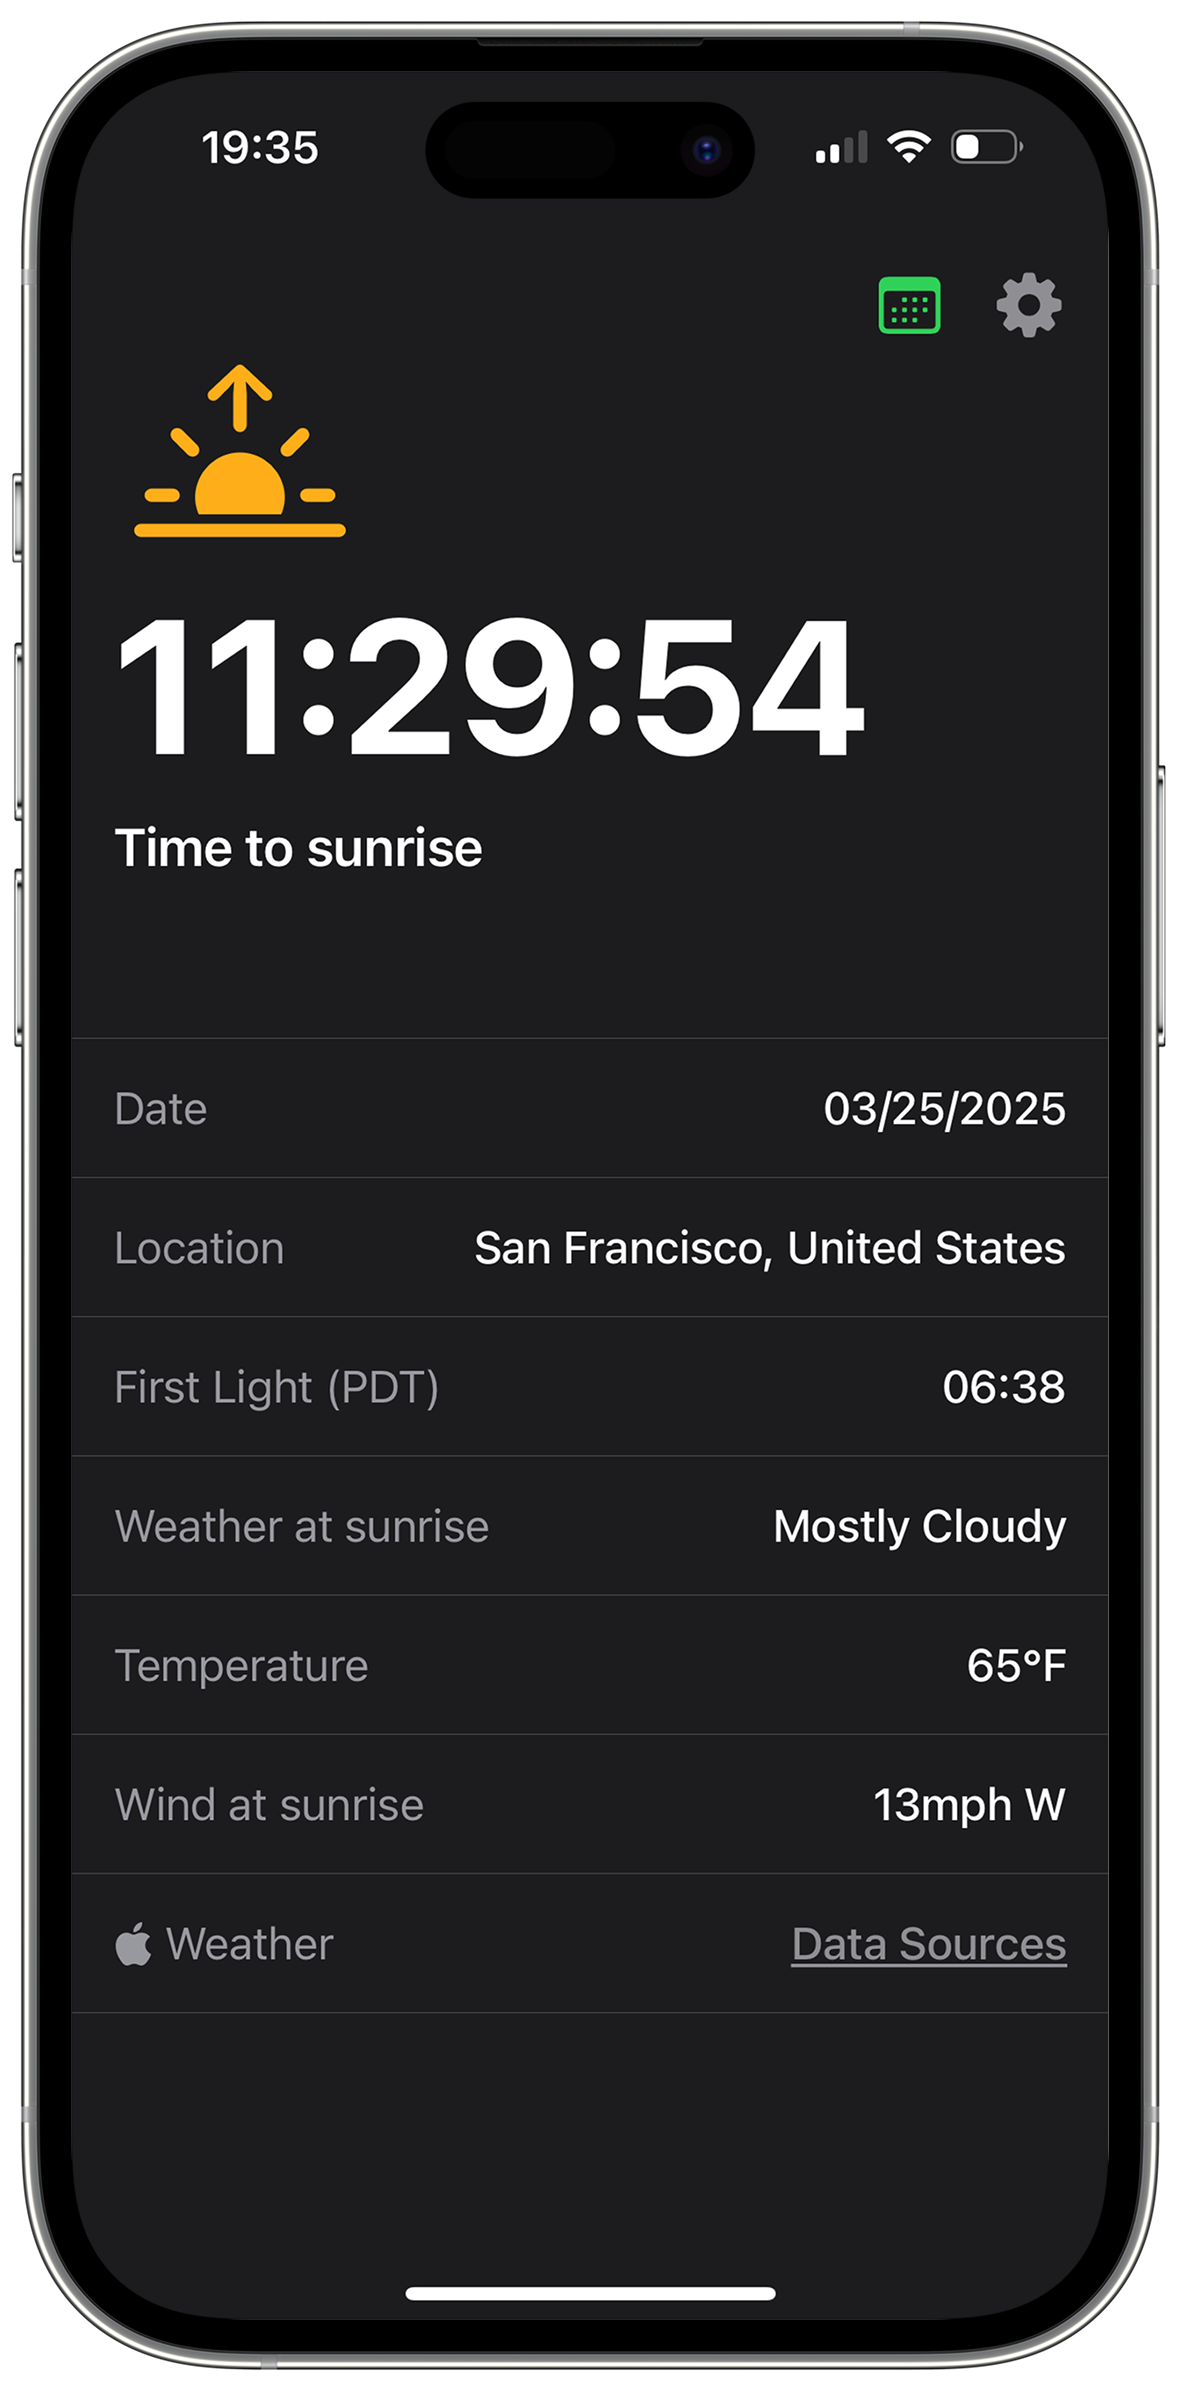 19:35
11:29:54
Time to sunrise
Date 03/25/2025
Location San Francisco, United States
First Light (PDT) 06:38
Weather at sunrise Mostly Cloudy
Temperature 65°F
Wind at sunrise 13mph W
Weather Data Sources